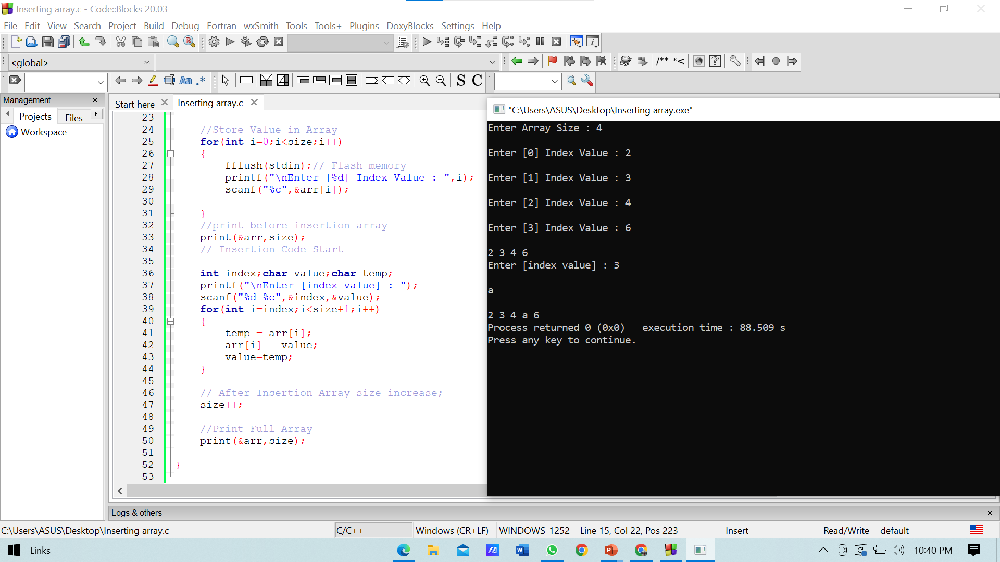 Inserting array.c - Code::Blocks 20.03
File Edit View Search Project Build Debug Fortran wxSmith Tools Tools+ Plugins DoxyBlocks Settings Help
<global>
/** *<
Aa .*
S C
Management
Projects Files
Workspace
Start here
Inserting array.c
23
24 //Store Value in Array
25 for(int i=0;i<size;i++)
26 {
27 fflush(stdin);// Flash memory
28 printf("\nEnter [%d] Index Value : ",i);
29 scanf("%c",&arr[i]);
30
31 }
32 //print before insertion array
33 print(&arr,size);
34 // Insertion Code Start
35
36 int index;char value;char temp;
37 printf("\nEnter [index value] : ");
38 scanf("%d %c",&index,&value);
39 for(int i=index;i<size+1;i++)
40 {
41 temp = arr[i];
42 arr[i] = value;
43 value=temp;
44 }
45
46 // After Insertion Array size increase;
47 size++;
48
49 //Print Full Array
50 print(&arr,size);
51
52 }
53
"C:\Users\ASUS\Desktop\Inserting array.exe"
Enter Array Size : 4
Enter [0] Index Value : 2
Enter [1] Index Value : 3
Enter [2] Index Value : 4
Enter [3] Index Value : 6
2 3 4 6
Enter [index value] : 3
a
2 3 4 a 6
Process returned 0 (0x0)   execution time : 88.509 s
Press any key to continue.
Logs & others
C:\Users\ASUS\Desktop\Inserting array.c C/C++ Windows (CR+LF) WINDOWS-1252 Line 15, Col 22, Pos 223 Insert Read/Write default
Links 10:40 PM